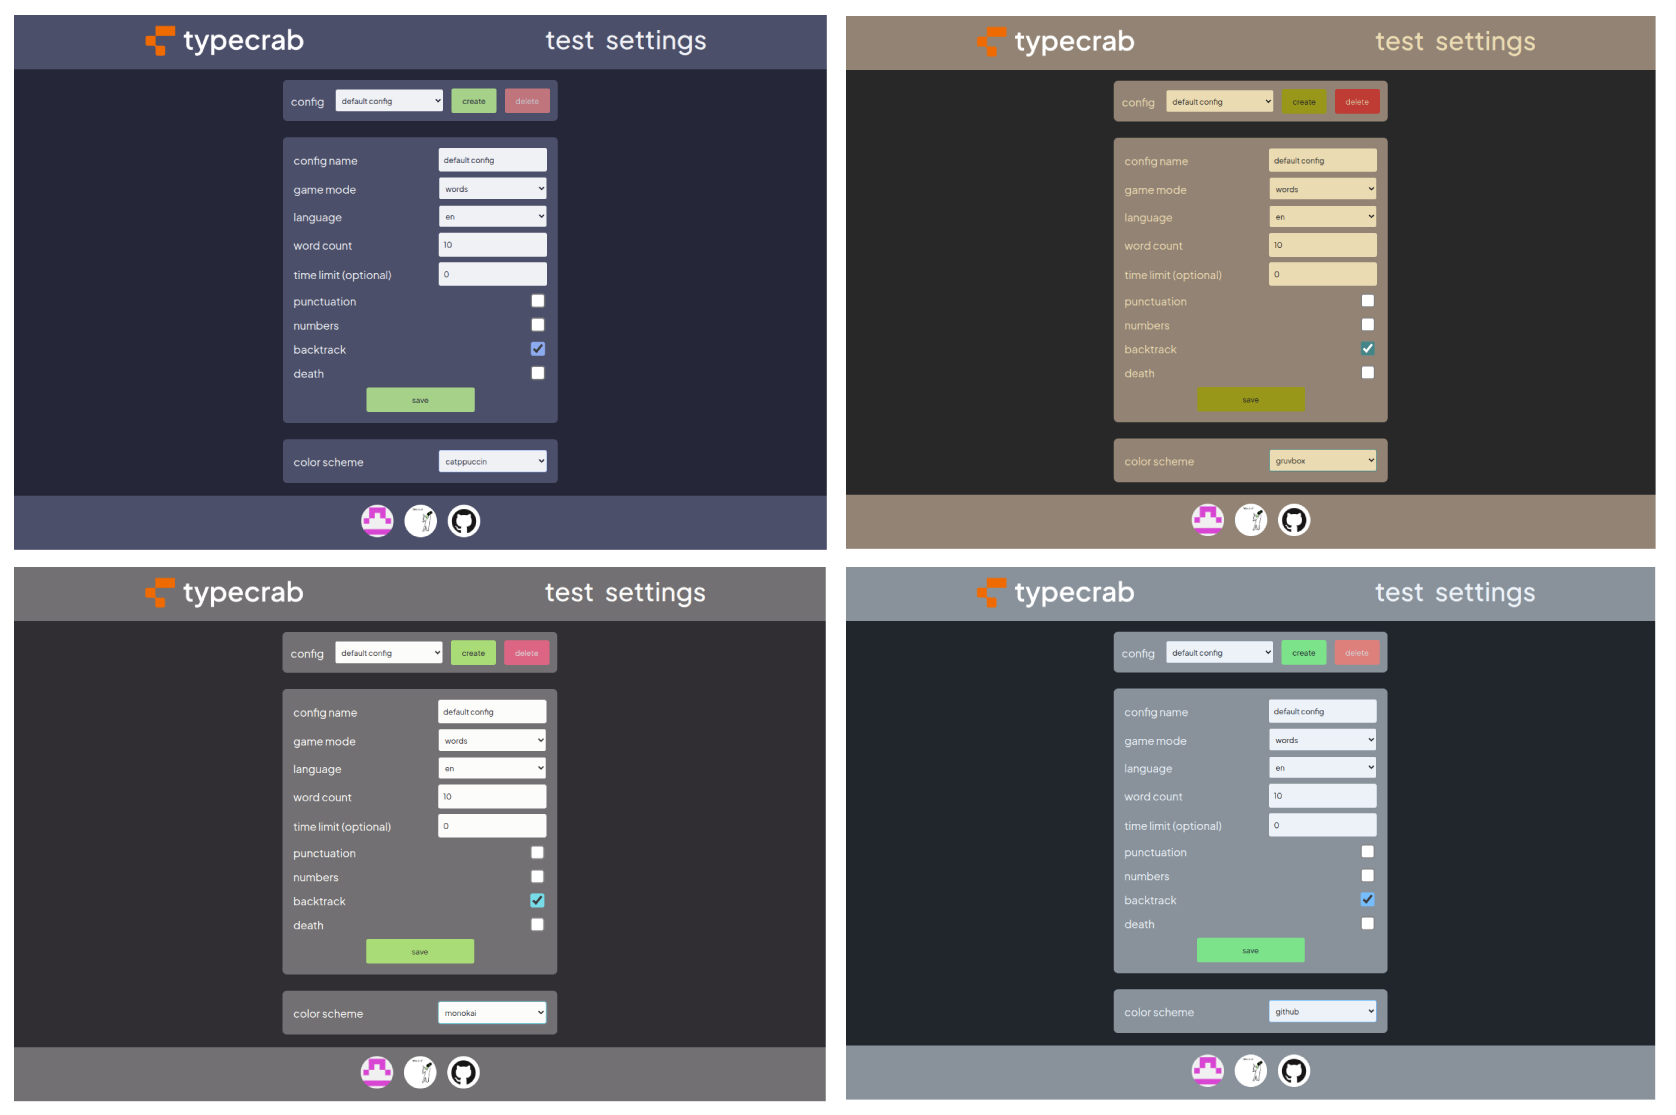 typecrab test settings
config default config create delete
config name default config
game mode words
language en
word count 10
time limit (optional) 0
punctuation
numbers
backtrack
death
save
color scheme catppuccin
typecrab test settings
config default config create delete
config name default config
game mode words
language en
word count 10
time limit (optional) 0
punctuation
numbers
backtrack
death
save
color scheme gruvbox
typecrab test settings
config default config create delete
config name default config
game mode words
language en
word count 10
time limit (optional) 0
punctuation
numbers
backtrack
death
save
color scheme monokai
typecrab test settings
config default config create delete
config name default config
game mode words
language en
word count 10
time limit (optional) 0
punctuation
numbers
backtrack
death
save
color scheme github